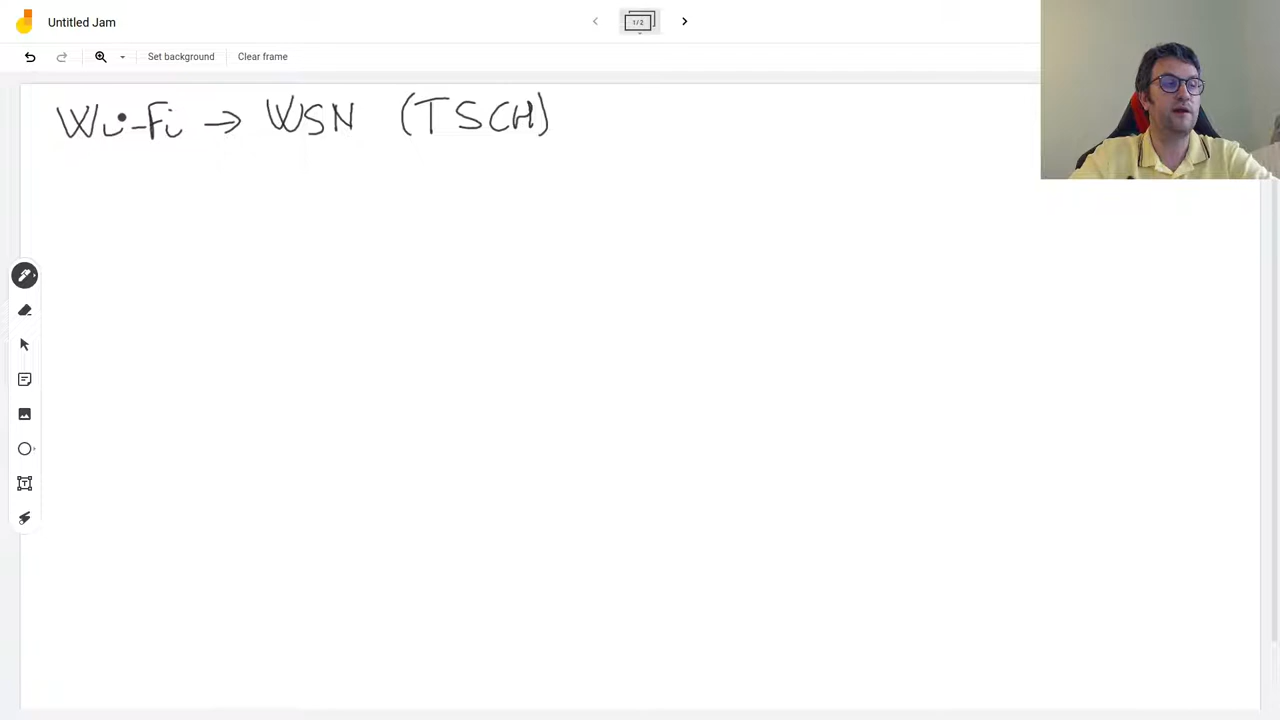 Untitled Jam
1/2
Set background Clear frame
Wi-Fi → WSN (TSCH)